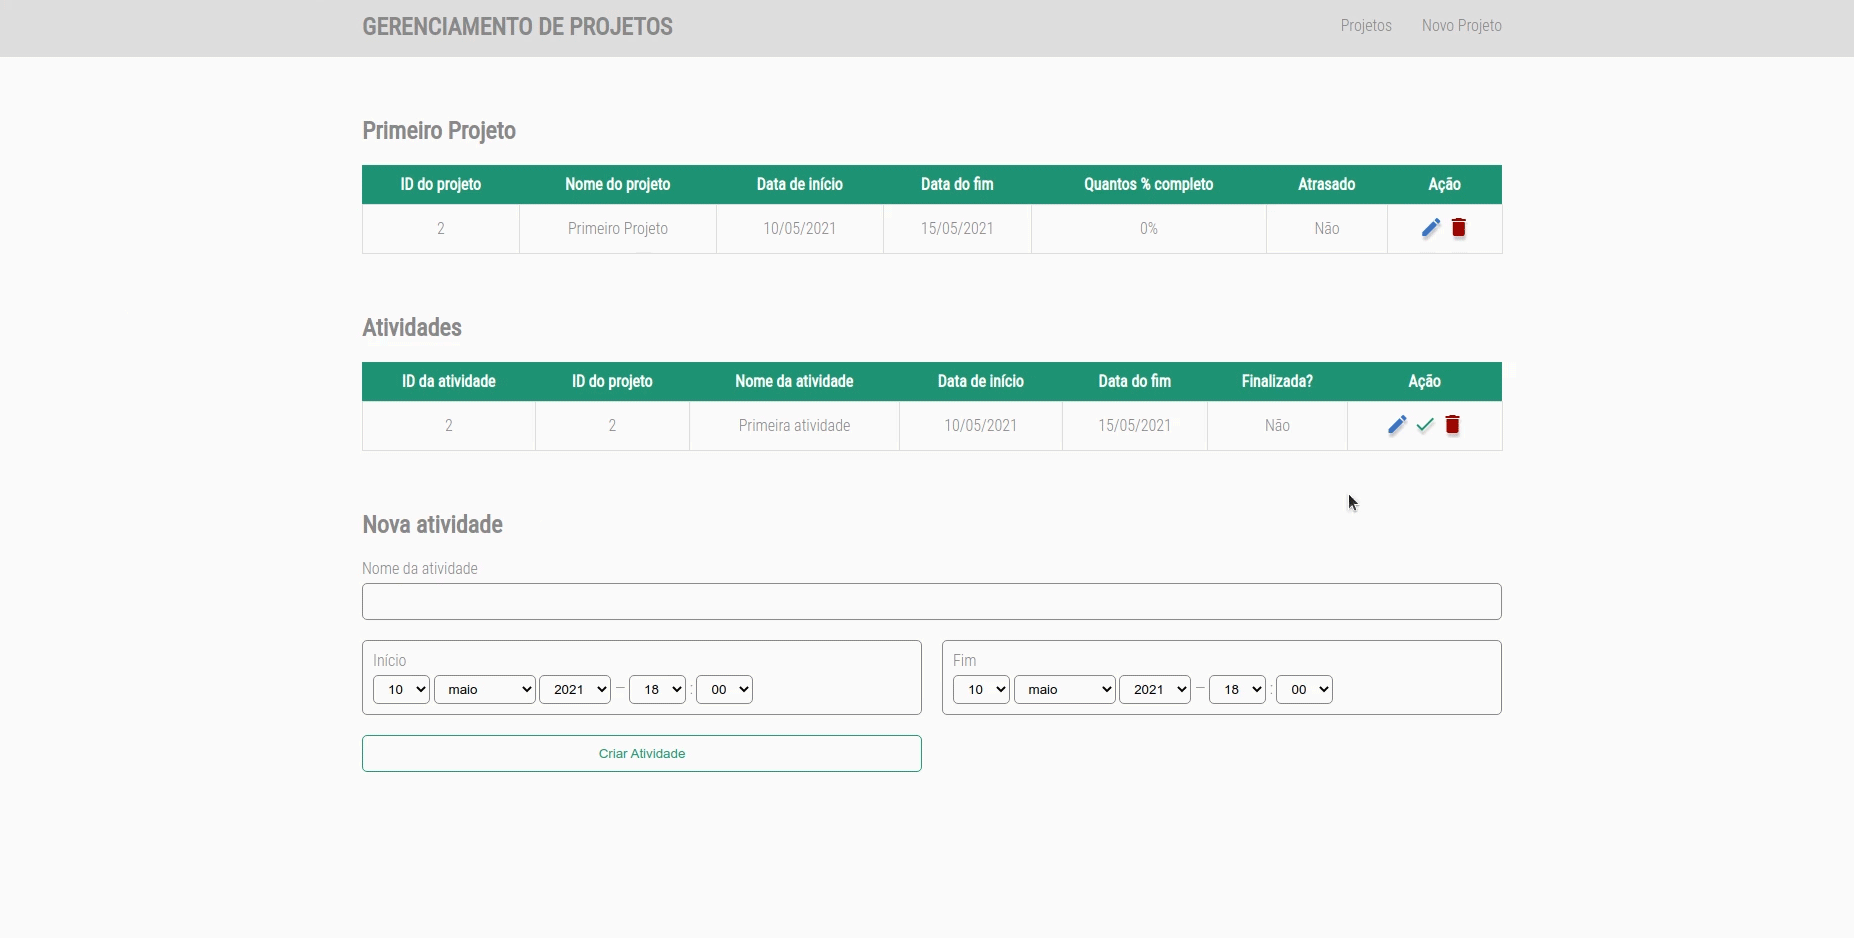 GERENCIAMENTO DE PROJETOS Projetos Novo Projeto
Primeiro Projeto
ID do projeto Nome do projeto Data de início Data do fim Quantos % completo Atrasado Ação
2 Primeiro Projeto 10/05/2021 15/05/2021 0% Não
Atividades
ID da atividade ID do projeto Nome da atividade Data de início Data do fim Finalizada? Ação
2 2 Primeira atividade 10/05/2021 15/05/2021 Não
Nova atividade
Nome da atividade
Início Fim
10 maio 2021 – 18 : 00 10 maio 2021 – 18 : 00
Criar Atividade